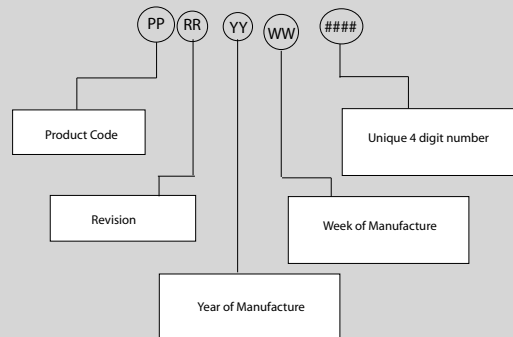 PP RR YY WW ####
Product Code
Unique 4 digit number
Revision
Week of Manufacture
Year of Manufacture